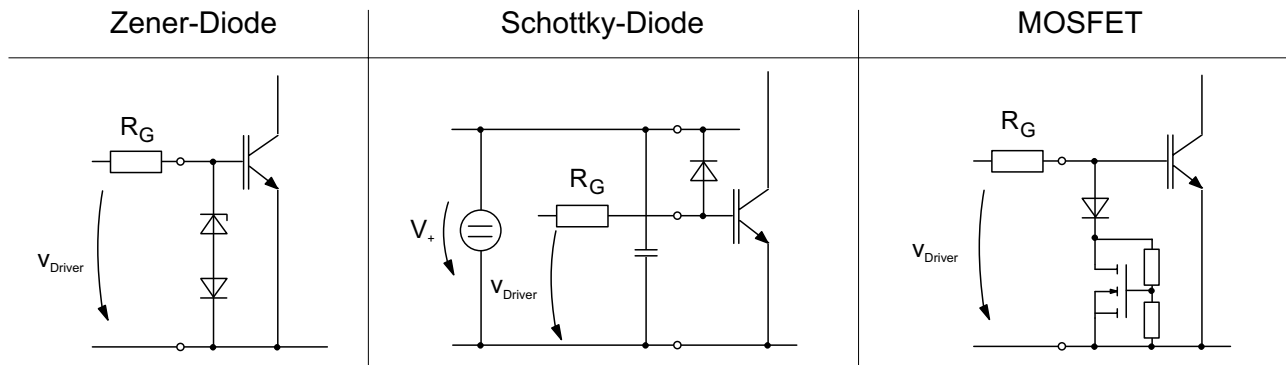 Zener-Diode
Schottky-Diode
MOSFET
R_G
v_Driver
V_+
R_G
v_Driver
R_G
v_Driver